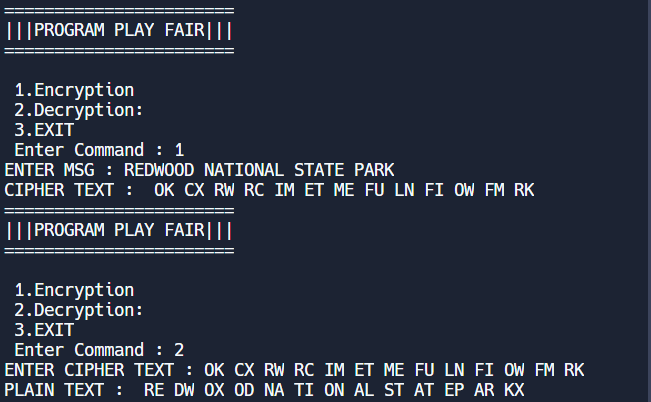 =======================
|||PROGRAM PLAY FAIR|||
=======================
1.Encryption
2.Decryption:
3.EXIT
Enter Command : 1
ENTER MSG : REDWOOD NATIONAL STATE PARK
CIPHER TEXT :  OK CX RW RC IM ET ME FU LN FI OW FM RK
=======================
|||PROGRAM PLAY FAIR|||
=======================
1.Encryption
2.Decryption:
3.EXIT
Enter Command : 2
ENTER CIPHER TEXT : OK CX RW RC IM ET ME FU LN FI OW FM RK
PLAIN TEXT :  RE DW OX OD NA TI ON AL ST AT EP AR KX